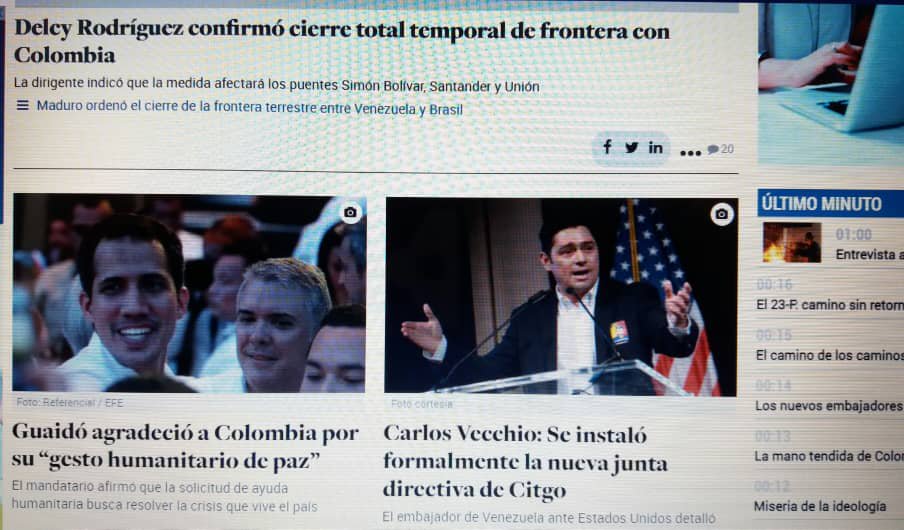 Delcy Rodríguez confirmó cierre total temporal de frontera con
Colombia
La dirigente indicó que la medida afectará los puentes Simón Bolívar, Santander y Unión
Maduro ordenó el cierre de la frontera terrestre entre Venezuela y Brasil
20
Foto: Referencial / EFE
Guaidó agradeció a Colombia por
su “gesto humanitario de paz”
El mandatario afirmó que la solicitud de ayuda
humanitaria busca resolver la crisis que vive el país
Foto cortesía
Carlos Vecchio: Se instaló
formalmente la nueva junta
directiva de Citgo
El embajador de Venezuela ante Estados Unidos detalló
ÚLTIMO MINUTO
01:00
Entrevista a
00:16
El 23-F: camino sin retorn
00:15
El camino de los caminos
00:14
Los nuevos embajadores
00:13
La mano tendida de Colo
00:12
Miseria de la ideología